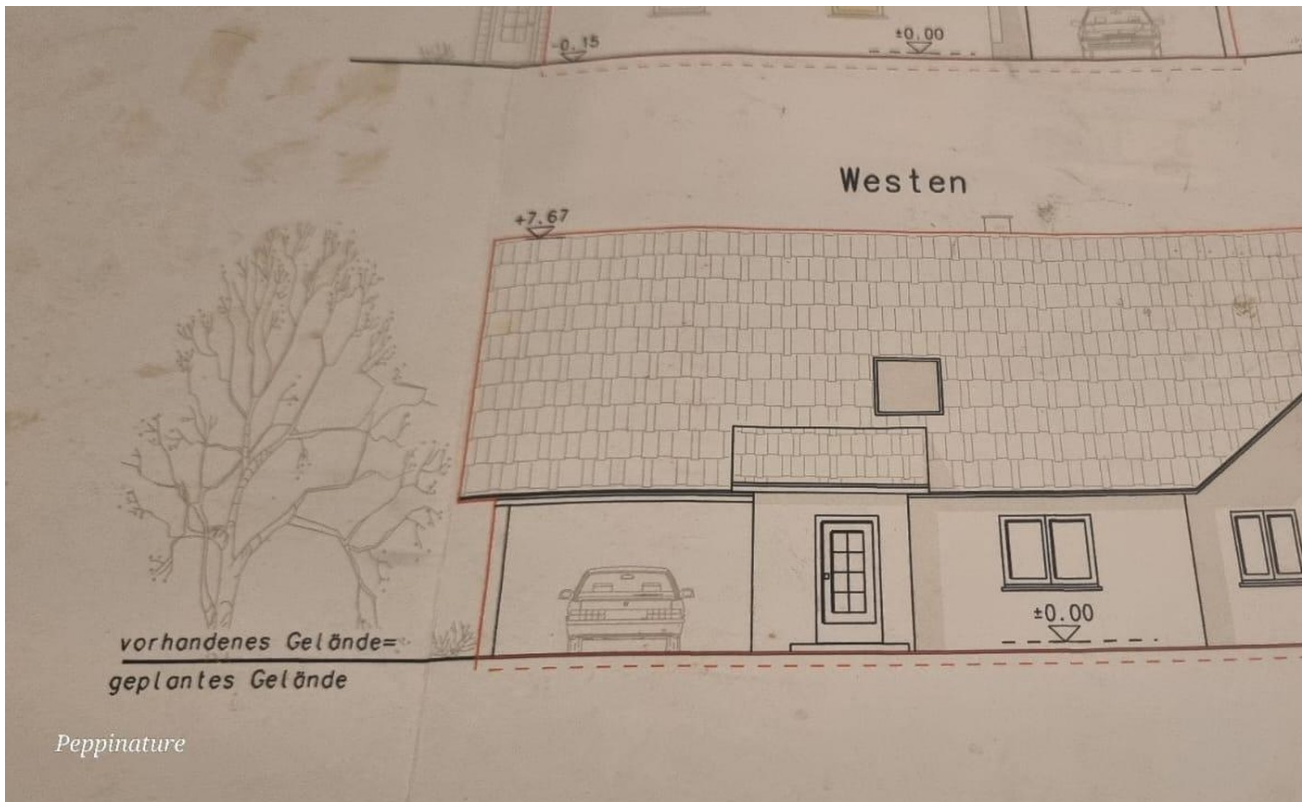 -0.15
±0.00
Westen
+7.67
±0.00
vorhandenes Gelände=
geplantes Gelände
Peppinature